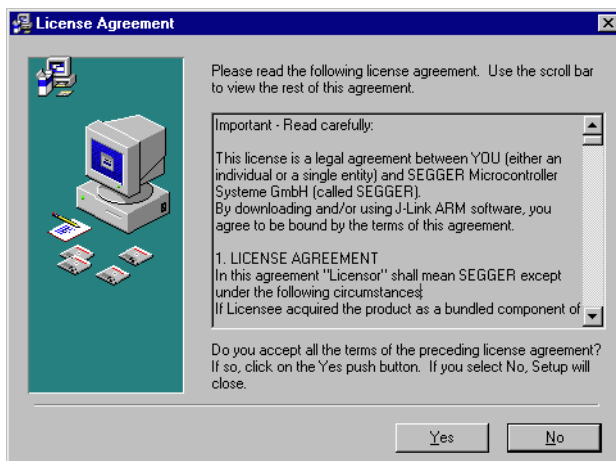 License Agreement
Please read the following license agreement. Use the scroll bar
to view the rest of this agreement.
Important - Read carefully:
This license is a legal agreement between YOU (either an
individual or a single entity) and SEGGER Microcontroller
Systeme GmbH (called SEGGER).
By downloading and/or using J-Link ARM software, you
agree to be bound by the terms of this agreement.
1. LICENSE AGREEMENT
In this agreement "Licensor" shall mean SEGGER except
under the following circumstances:
If Licensee acquired the product as a bundled component of
Do you accept all the terms of the preceding license agreement?
If so, click on the Yes push button. If you select No, Setup will
close.
Yes
No